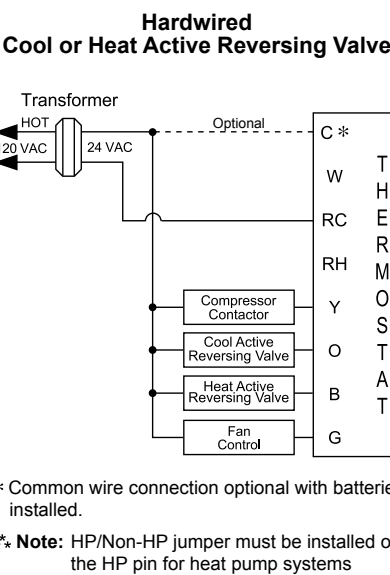 Hardwired
Cool or Heat Active Reversing Valve
Transformer
HOT
120 VAC
24 VAC
Optional
C *
W
RC
RH
Y
O
B
G
THERMOSTAT
Compressor
Contactor
Cool Active
Reversing Valve
Heat Active
Reversing Valve
Fan
Control
* Common wire connection optional with batterie
installed.
** Note: HP/Non-HP jumper must be installed o
the HP pin for heat pump systems